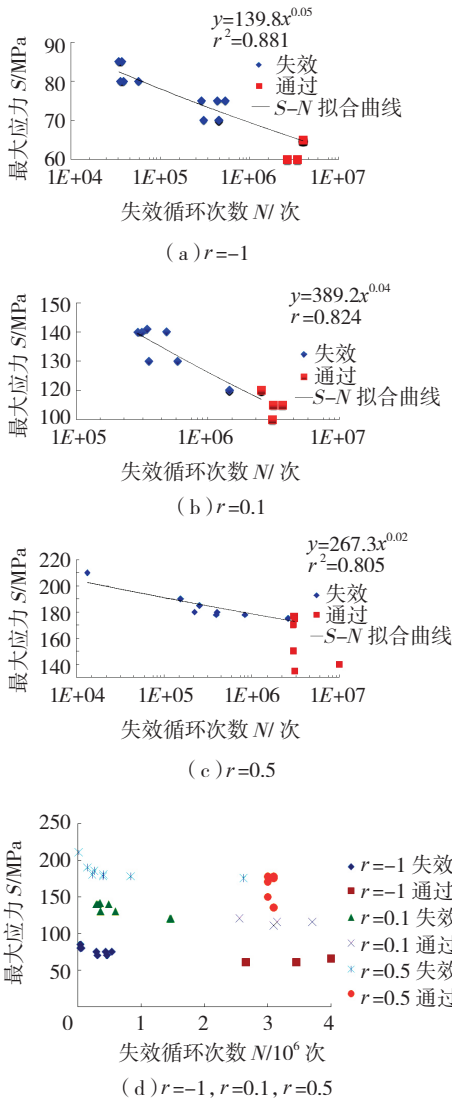 y=139.8x^0.05
r²=0.881
最大应力 S/MPa
90
80
70
60
失效
通过
S-N 拟合曲线
1E+04 1E+05 1E+06 1E+07
失效循环次数 N/ 次
(a) r=-1
y=389.2x^0.04
r=0.824
最大应力 S/MPa
150
140
130
120
110
100
失效
通过
S-N 拟合曲线
1E+05 1E+06 1E+07
失效循环次数 N/ 次
(b) r=0.1
y=267.3x^0.02
r²=0.805
最大应力 S/MPa
220
200
180
160
140
失效
通过
S-N 拟合曲线
1E+04 1E+05 1E+06 1E+07
失效循环次数 N/ 次
(c) r=0.5
最大应力 S/MPa
250
200
150
100
50
r=-1 失效
r=-1 通过
r=0.1 失效
r=0.1 通过
r=0.5 失效
r=0.5 通过
0 1 2 3 4
失效循环次数 N/10⁶ 次
(d) r=-1, r=0.1, r=0.5